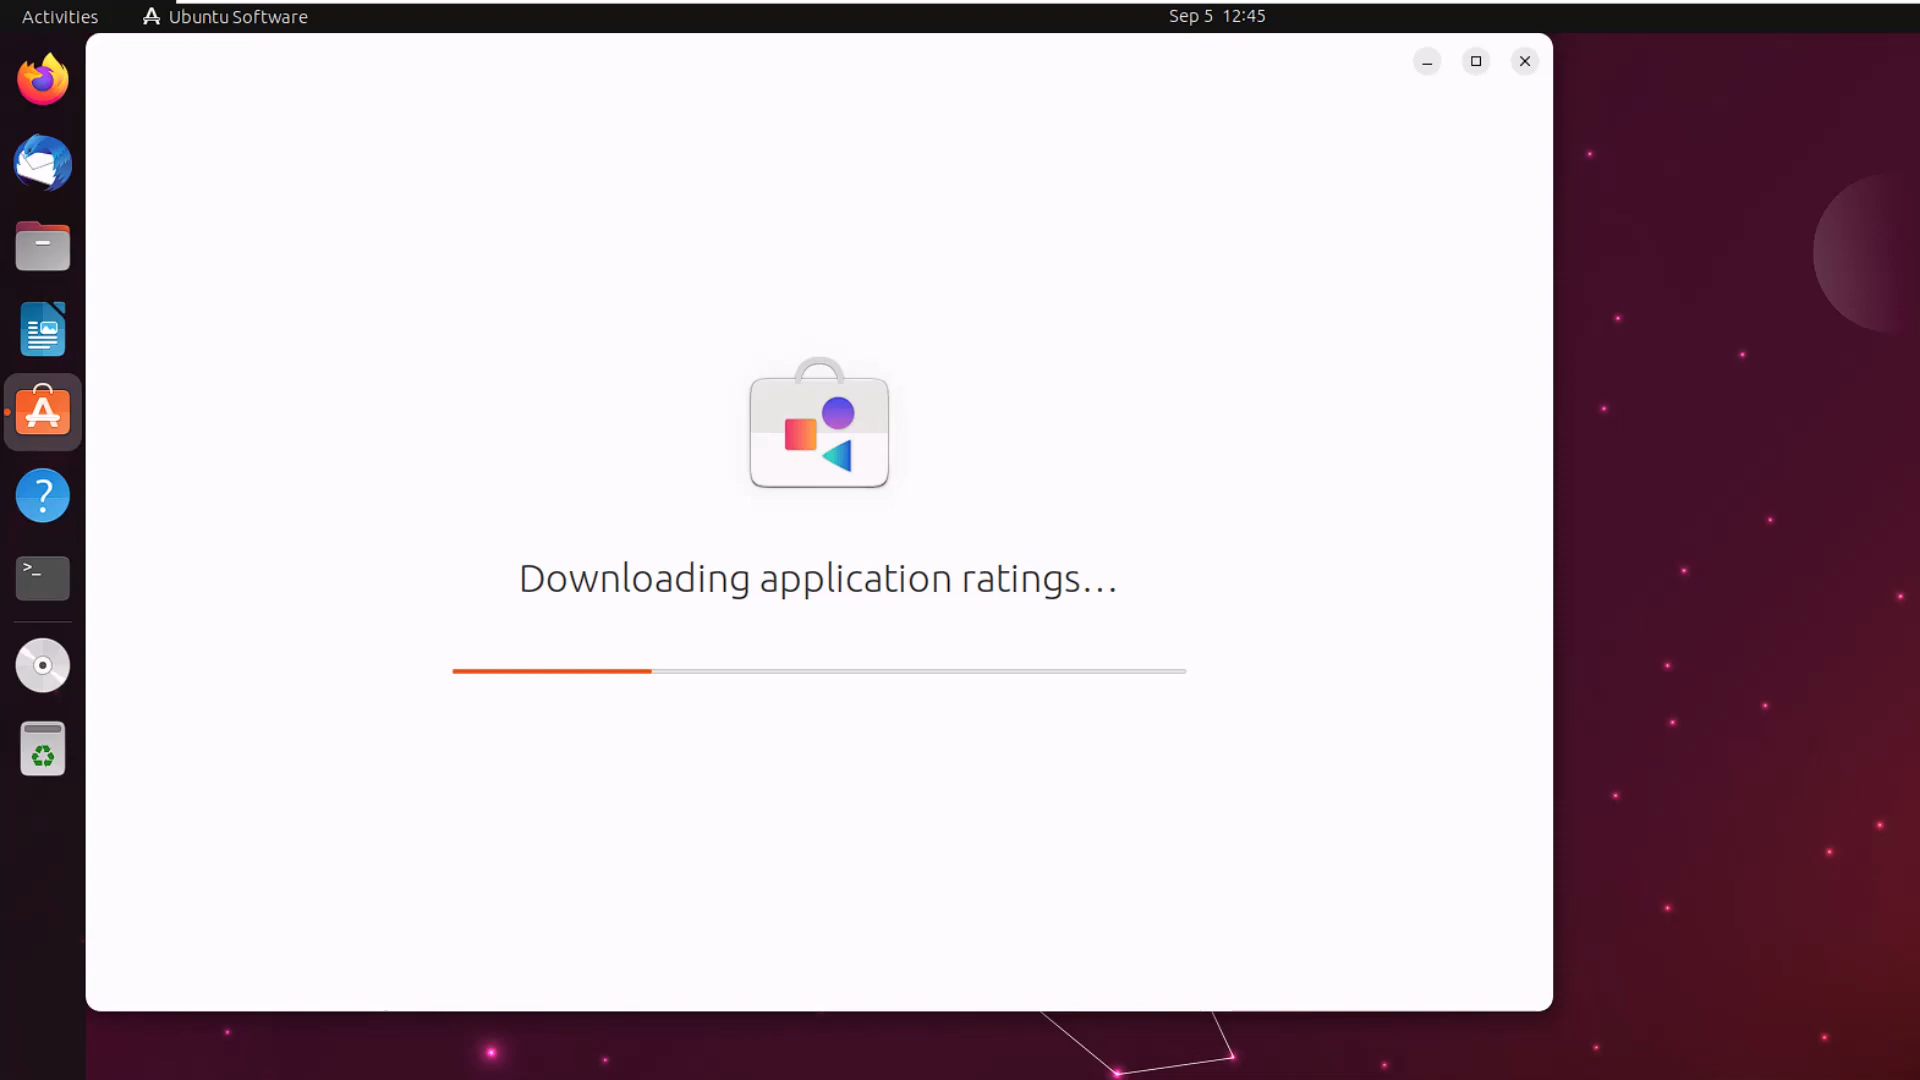 Activities
Ubuntu Software
Sep 5 12:45
Downloading application ratings…